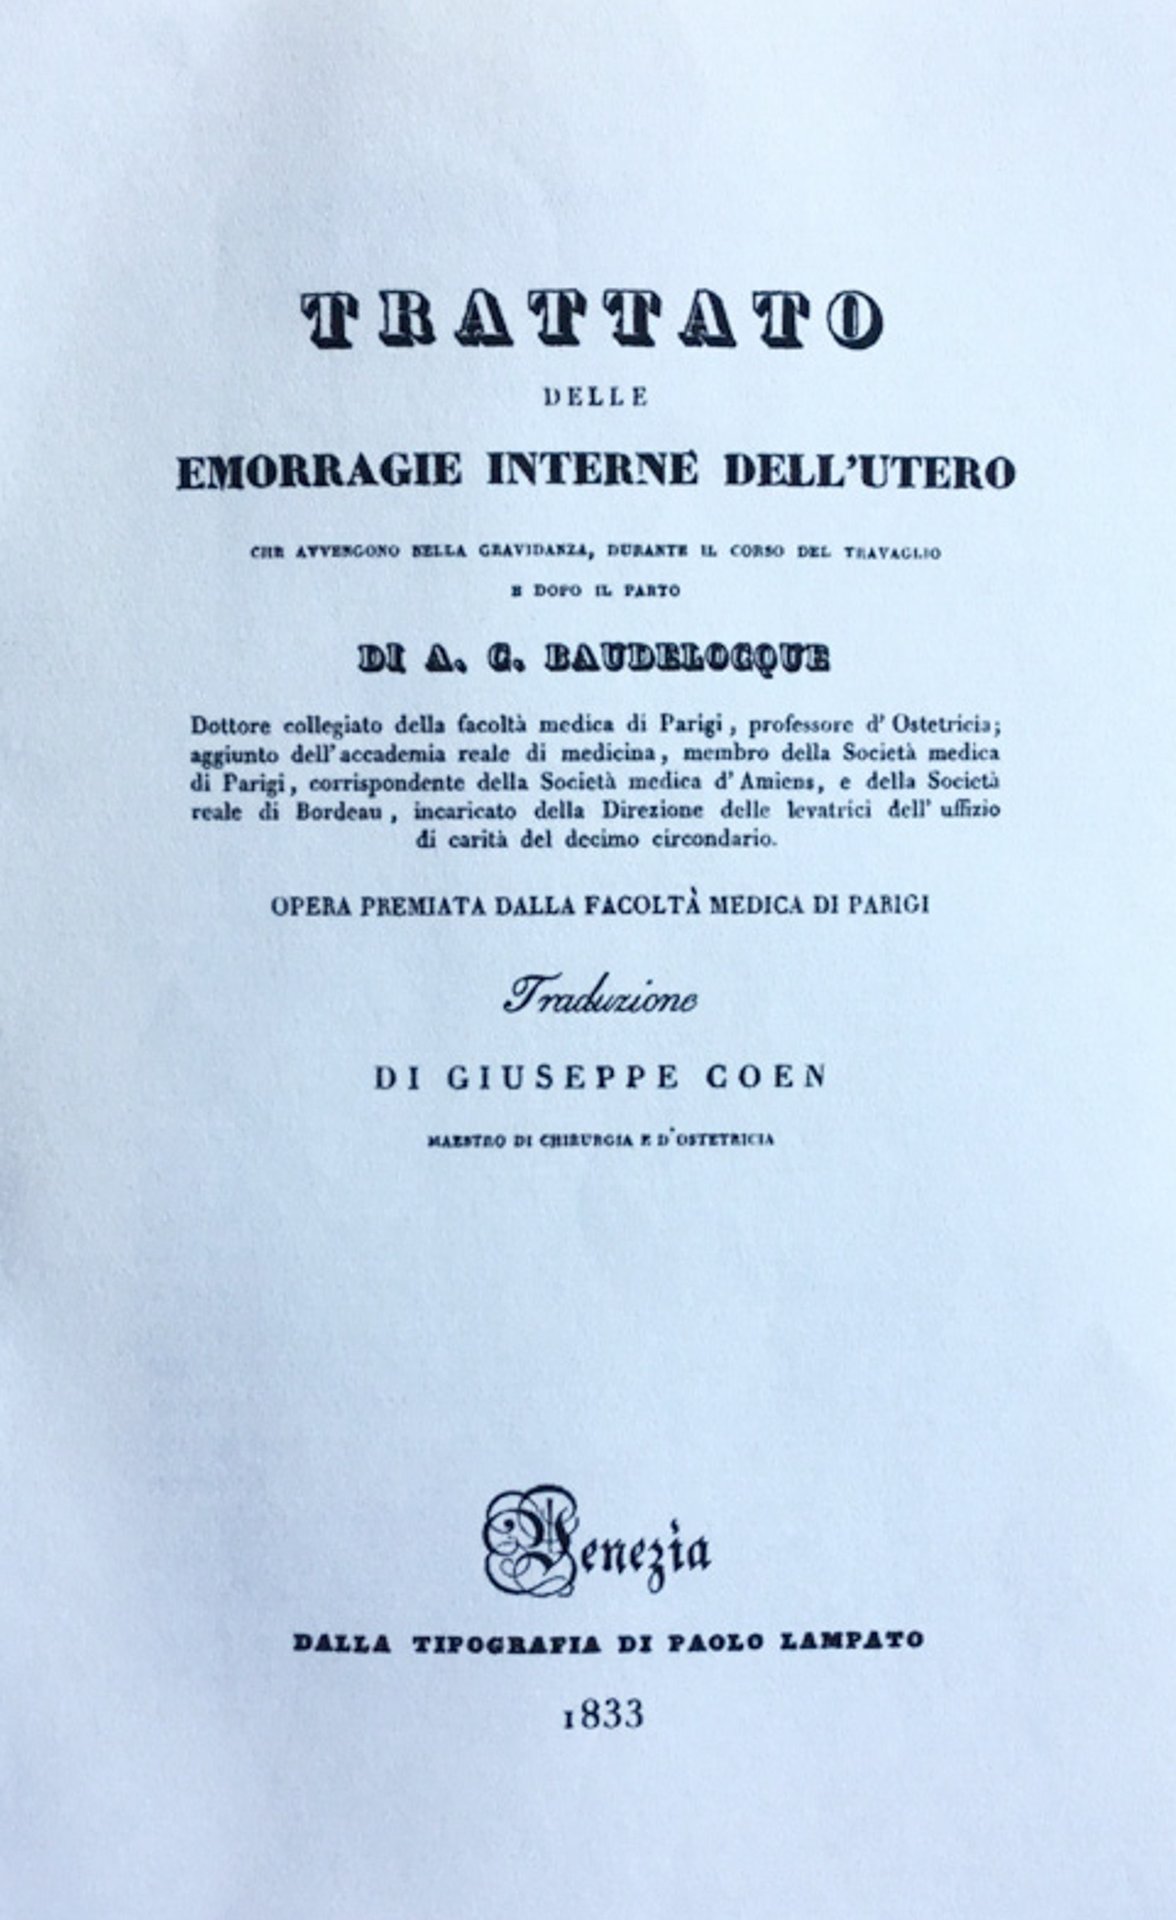 TRATTATO
DELLE
EMORRAGIE INTERNE DELL'UTERO
CHE AVVENGONO NELLA GRAVIDANZA, DURANTE IL CORSO DEL TRAVAGLIO
E DOPO IL PARTO
DI A. C. BAUDELOCQUE
Dottore collegiato della facoltà medica di Parigi, professore d'Ostetricia;
aggiunto dell'accademia reale di medicina, membro della Società medica
di Parigi, corrispondente della Società medica d'Amiens, e della Società
reale di Bordeau, incaricato della Direzione delle levatrici dell'uffizio
di carità del decimo circondario.
OPERA PREMIATA DALLA FACOLTÀ MEDICA DI PARIGI
Traduzione
DI GIUSEPPE COEN
MAESTRO DI CHIRURGIA E D'OSTETRICIA
Venezia
DALLA TIPOGRAFIA DI PAOLO LAMPATO
1833